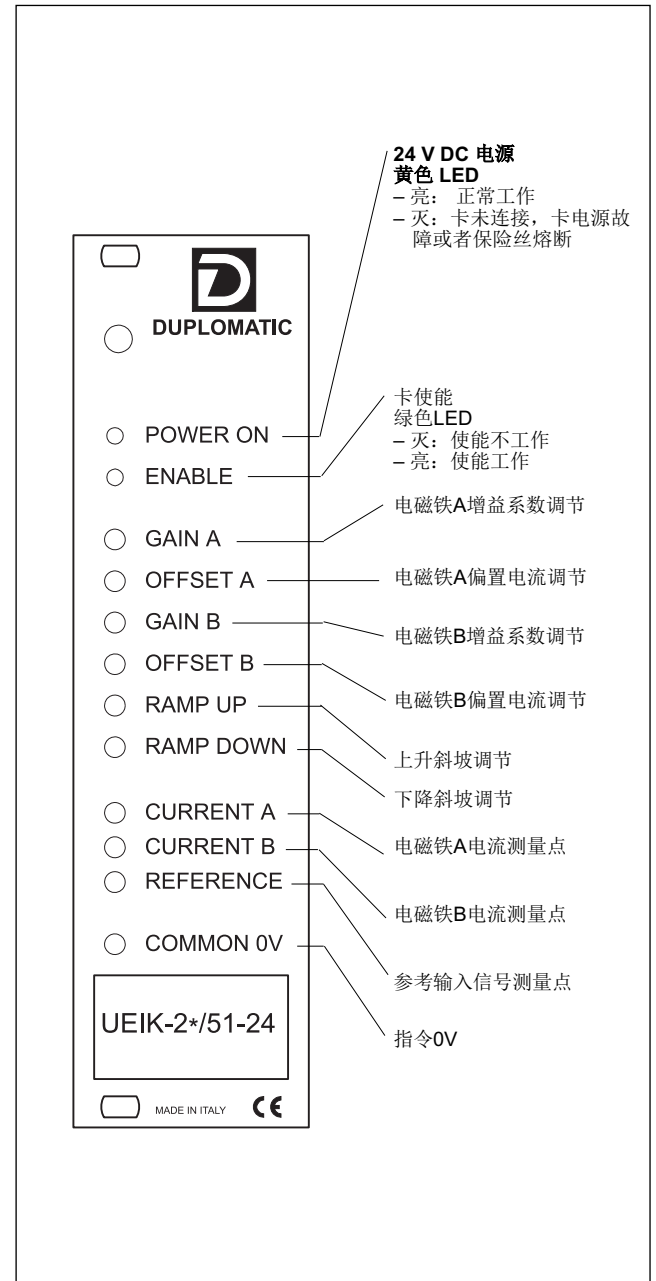 24 V DC 电源
黄色 LED
– 亮： 正常工作
– 灭：卡未连接，卡电源故
障或者保险丝熔断
DUPLOMATIC
POWER ON
ENABLE
卡使能
绿色LED
– 灭：使能不工作
– 亮：使能工作
GAIN A
电磁铁A增益系数调节
OFFSET A
电磁铁A偏置电流调节
GAIN B
电磁铁B增益系数调节
OFFSET B
电磁铁B偏置电流调节
RAMP UP
上升斜坡调节
RAMP DOWN
下降斜坡调节
CURRENT A
电磁铁A电流测量点
CURRENT B
电磁铁B电流测量点
REFERENCE
参考输入信号测量点
COMMON 0V
指令0V
UEIK-2*/51-24
MADE IN ITALY CE